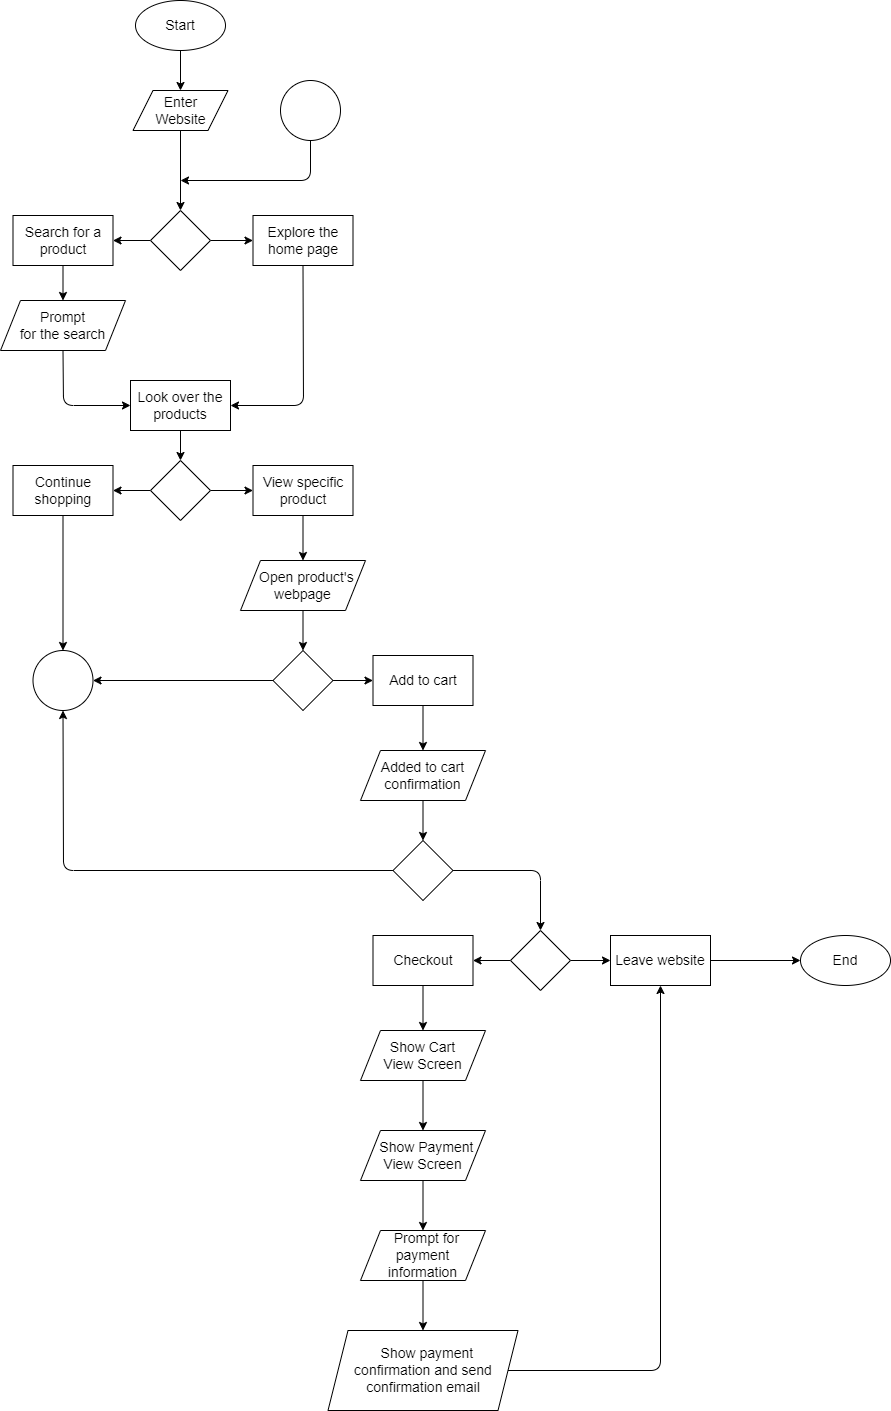 Start
Enter
Website
Search for a
product
Explore the
home page
Prompt
for the search
Look over the
products
Continue
shopping
View specific
product
Open product's
webpage
Add to cart
Added to cart
confirmation
Checkout
Leave website
End
Show Cart
View Screen
Show Payment
View Screen
Prompt for
payment
information
Show payment
confirmation and send
confirmation email